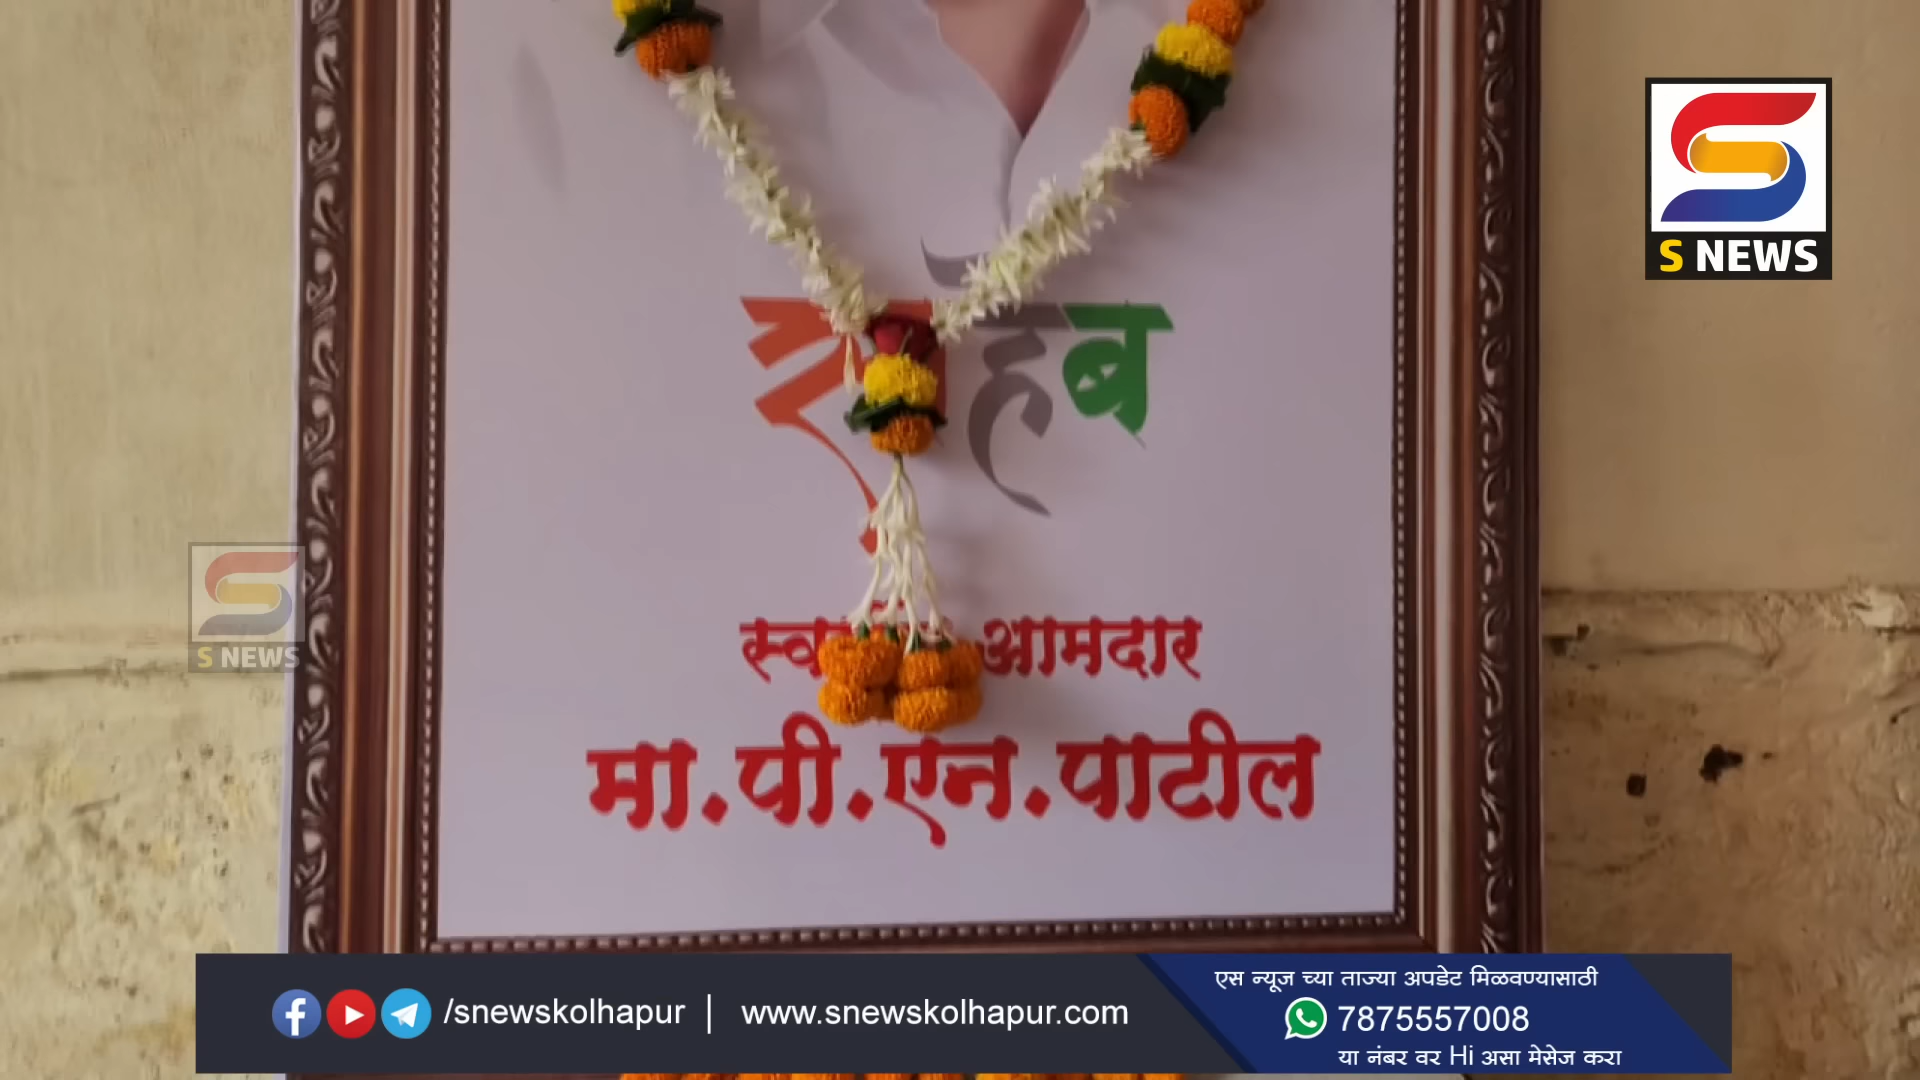 S NEWS
साहेब
आमदार
S NEWS
मा.पी.एन.पाटील
एस न्यूज च्या ताज्या अपडेट मिळवण्यासाठी
/snewskolhapur | www.snewskolhapur.com
7875557008
या नंबर वर Hi असा मेसेज करा